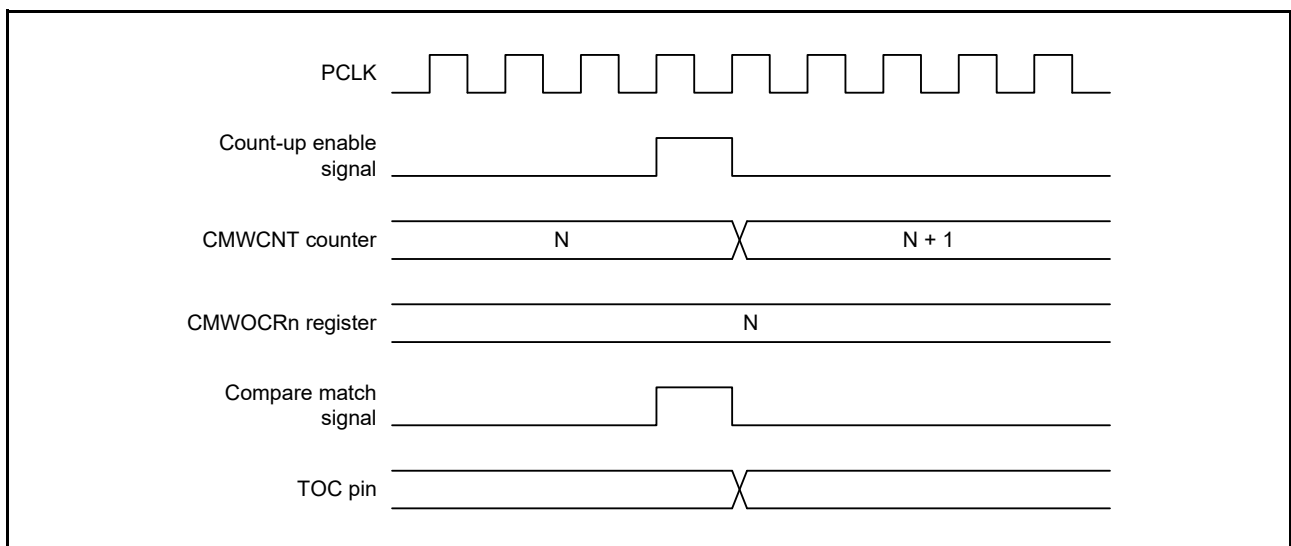 PCLK
Count-up enable
signal
CMWCNT counter
N
N + 1
CMWOCRn register
N
Compare match
signal
TOC pin